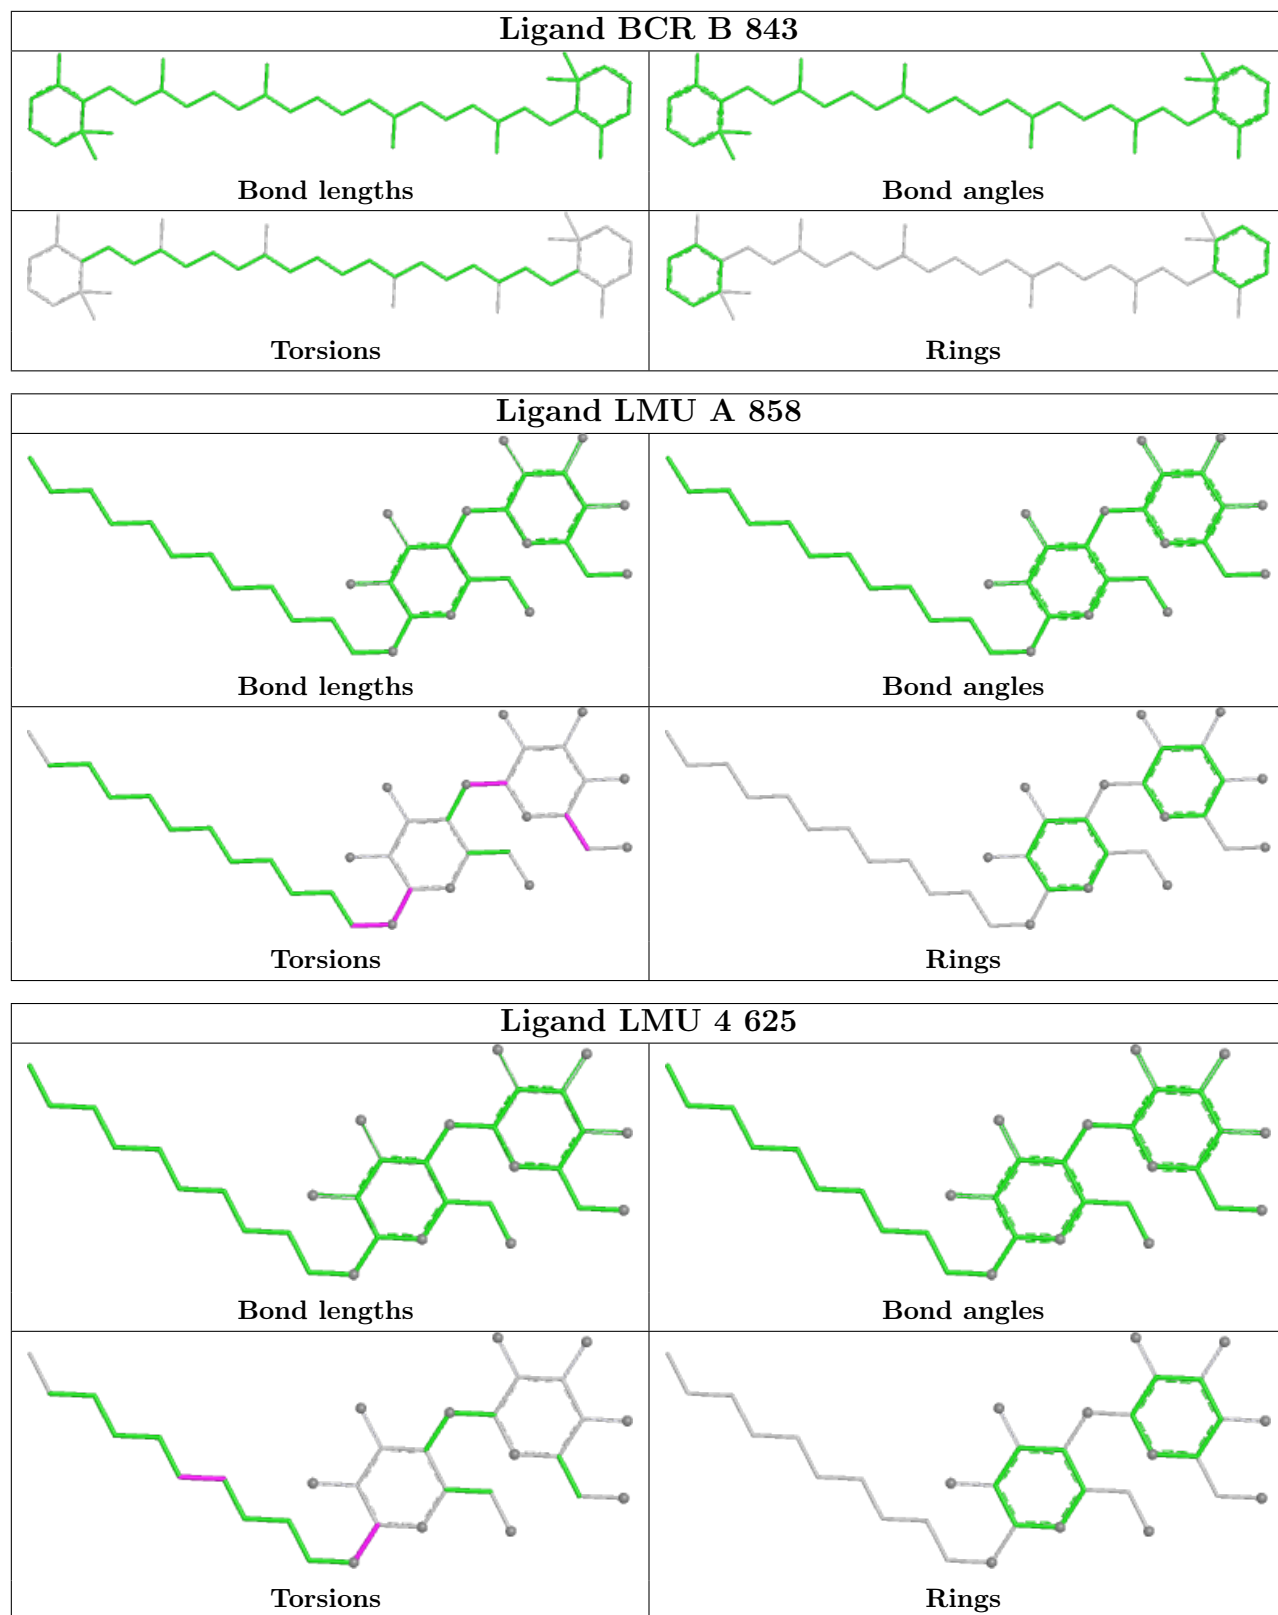 Ligand BCR B 843
Bond lengths
Bond angles
Torsions
Rings
Ligand LMU A 858
Bond lengths
Bond angles
Torsions
Rings
Ligand LMU 4 625
Bond lengths
Bond angles
Torsions
Rings